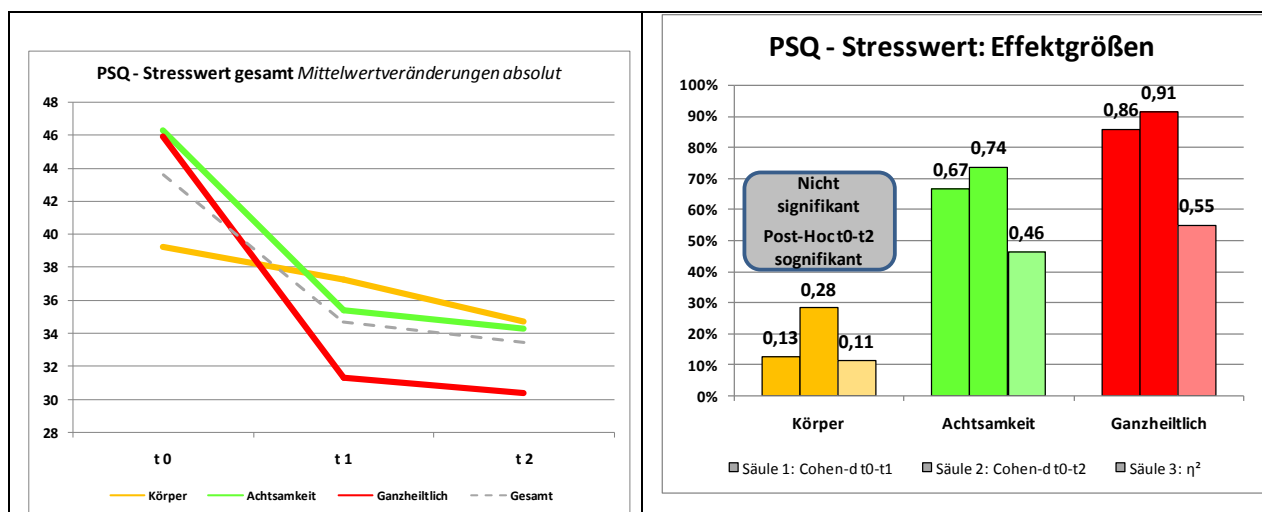 PSQ - Stresswert gesamt Mittelwertveränderungen absolut
48
46
44
42
40
38
36
34
32
30
28
t 0 t 1 t 2
Körper Achtsamkeit Ganzheiltlich Gesamt
PSQ - Stresswert: Effektgrößen
100%
90%
80%
70%
60%
50%
40%
30%
20%
10%
0%
Nicht
signifikant
Post-Hoc t0-t2
sognifikant
0,13 0,28 0,11
0,67 0,74 0,46
0,86 0,91 0,55
Körper Achtsamkeit Ganzheiltlich
Säule 1: Cohen-d t0-t1 Säule 2: Cohen-d t0-t2 Säule 3: η²